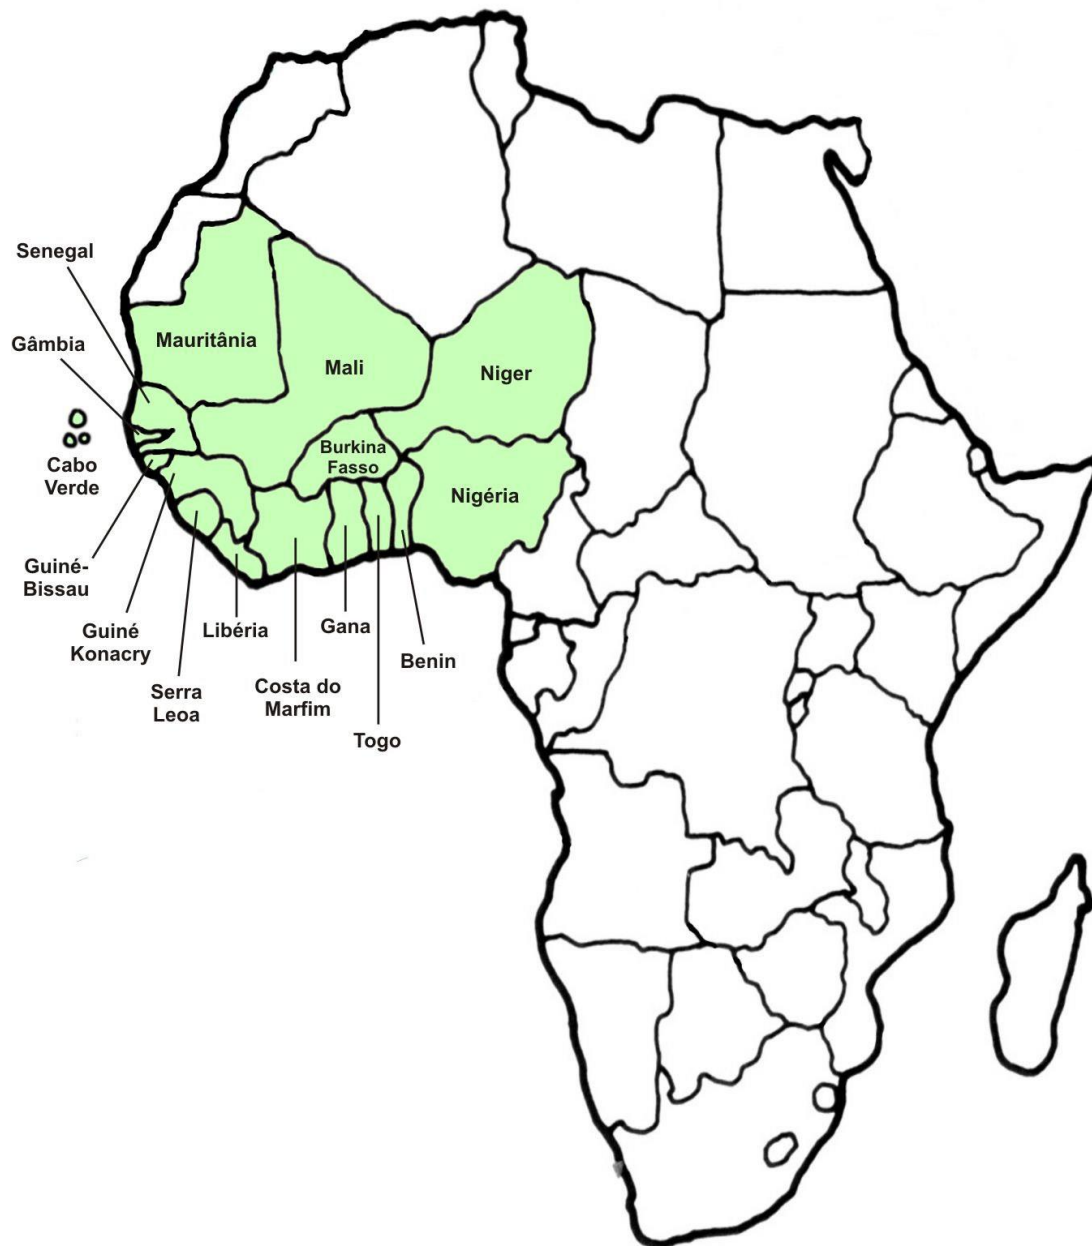 Senegal
Gâmbia
Mauritânia
Mali
Niger
Burkina
Fasso
Nigéria
Cabo
Verde
Guiné-
Bissau
Guiné
Konacry
Serra
Leoa
Libéria
Costa do
Marfim
Gana
Togo
Benin